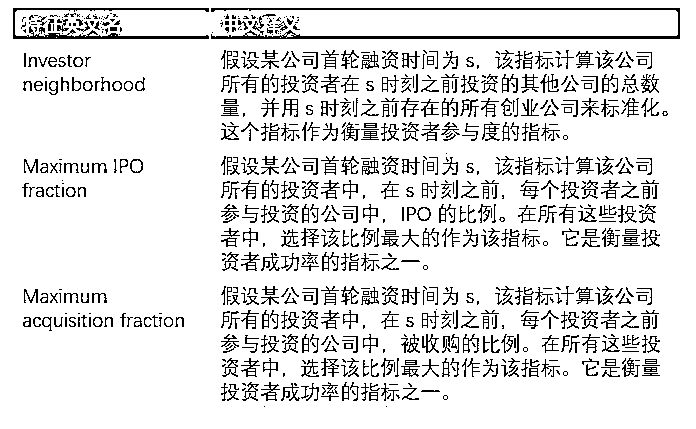 特征英文名 中文释义
Investor 假设某公司首轮融资时间为 s，该指标计算该公司
neighborhood 所有的投资者在 s 时刻之前投资的其他公司的总数
量，并用 s 时刻之前存在的所有创业公司来标准化。
这个指标作为衡量投资者参与度的指标。
Maximum IPO 假设某公司首轮融资时间为 s，该指标计算该公司
fraction 所有的投资者中，在 s 时刻之前，每个投资者之前
参与投资的公司中，IPO 的比例。在所有这些投资
者中，选择该比例最大的作为该指标。它是衡量投
资者成功率的指标之一。
Maximum 假设某公司首轮融资时间为 s，该指标计算该公司
acquisition fraction 所有的投资者中，在 s 时刻之前，每个投资者之前
参与投资的公司中，被收购的比例。在所有这些投
资者中，选择该比例最大的作为该指标。它是衡量
投资者成功率的指标之一。